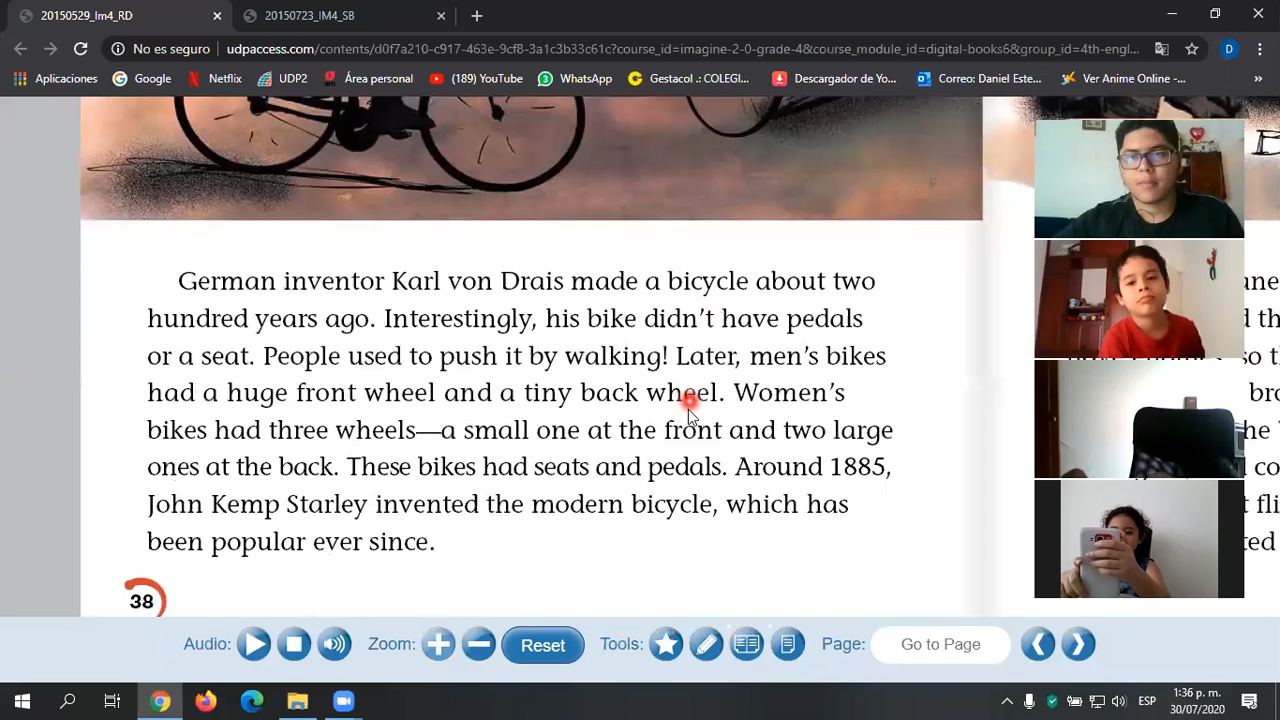 20150529_Im4_RD
20150723_IM4_SB
No es seguro
udpaccess.com/contents/d0f7a210-c917-463e-9cf8-3a1c3b33c61c?course_id=imagine-2-0-grade-4&course_module_id=digital-books6&group_id=4th-engl...
D
Aplicaciones
Google
Netflix
UDP2
Área personal
(189) YouTube
WhatsApp
Gestacol .: COLEGI...
Descargador de Yo...
Correo: Daniel Este...
Ver Anime Online -...
»
German inventor Karl von Drais made a bicycle about two
hundred years ago. Interestingly, his bike didn't have pedals
or a seat. People used to push it by walking! Later, men's bikes
had a huge front wheel and a tiny back wheel. Women's
bikes had three wheels—a small one at the front and two large
ones at the back. These bikes had seats and pedals. Around 1885,
John Kemp Starley invented the modern bicycle, which has
been popular ever since.
38
Audio:
Zoom:
Reset
Tools:
Page:
Go to Page
ESP
1:36 p. m.
30/07/2020